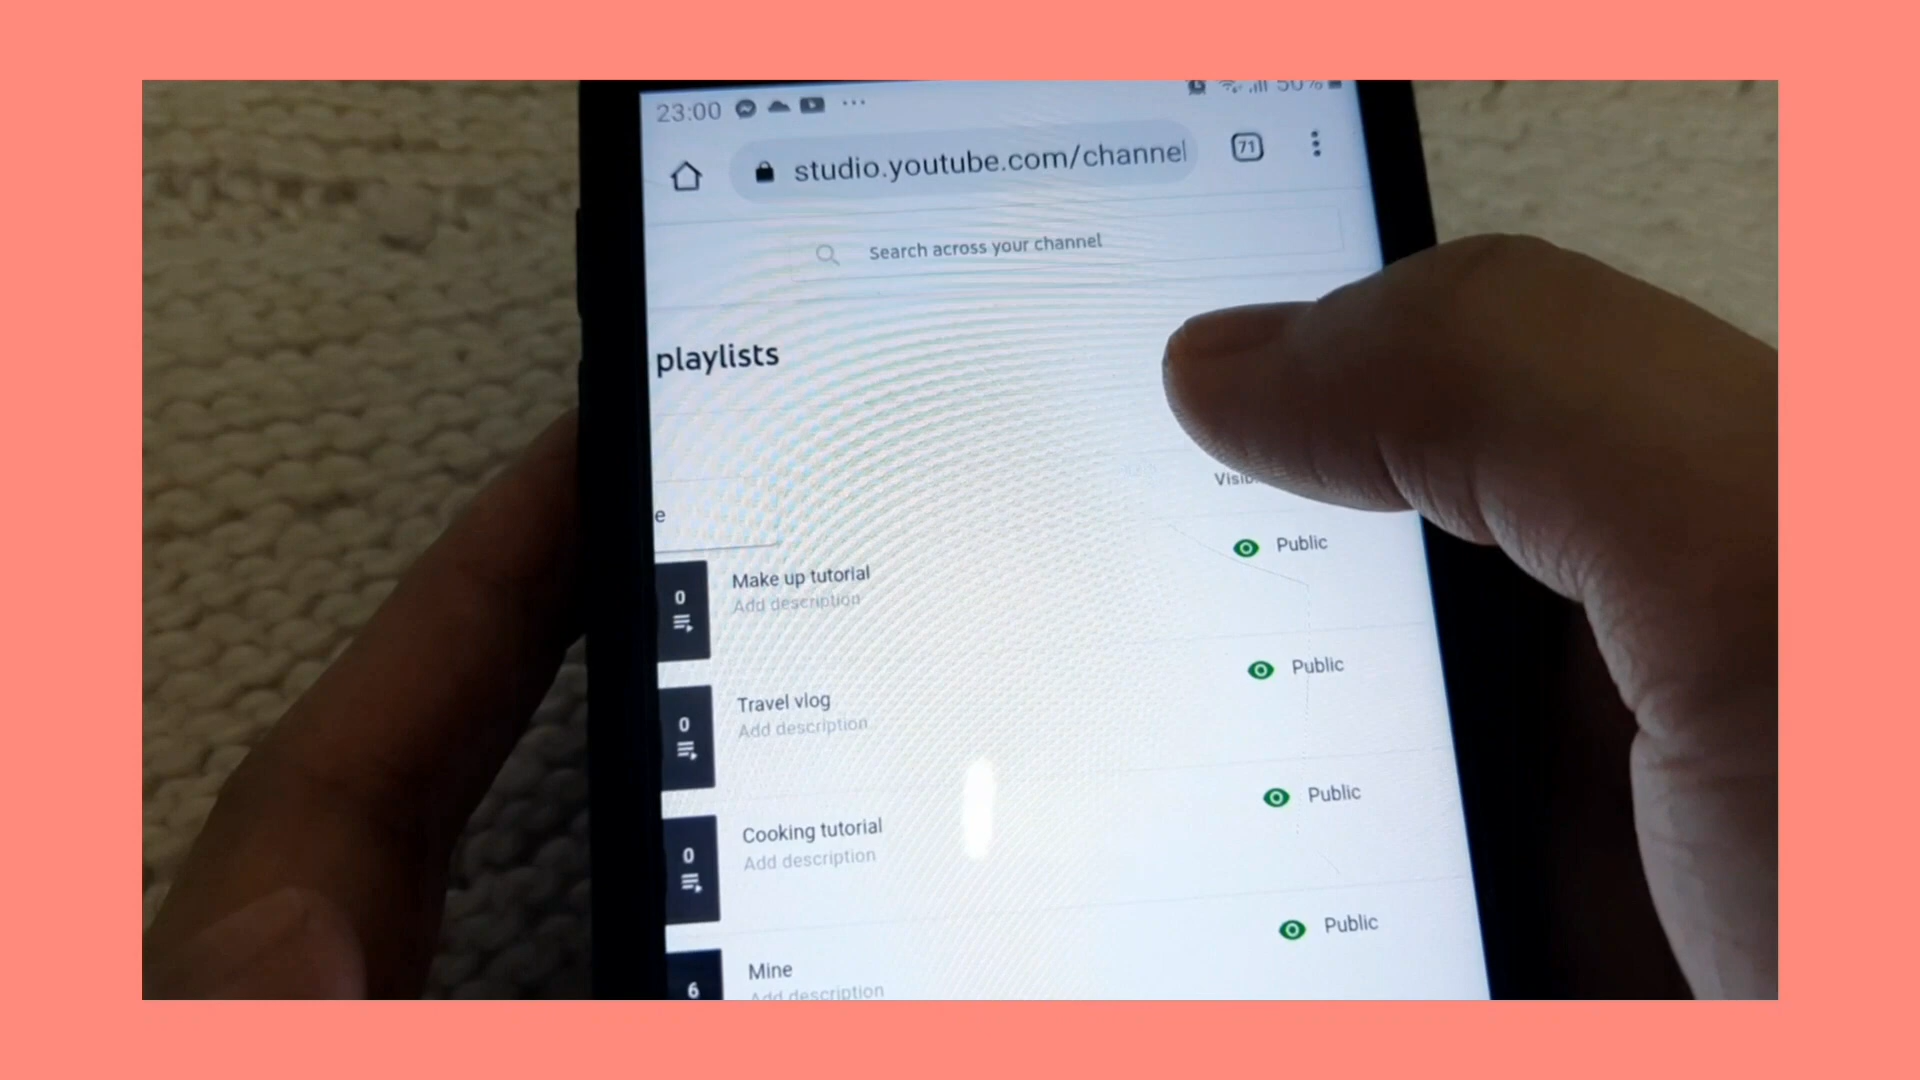 23:00 50%
studio.youtube.com/channel 71
Search across your channel
playlists
e
Public
0 Make up tutorial
Add description
Public
0 Travel vlog
Add description
Public
0 Cooking tutorial
Add description
Public
6 Mine
Add description